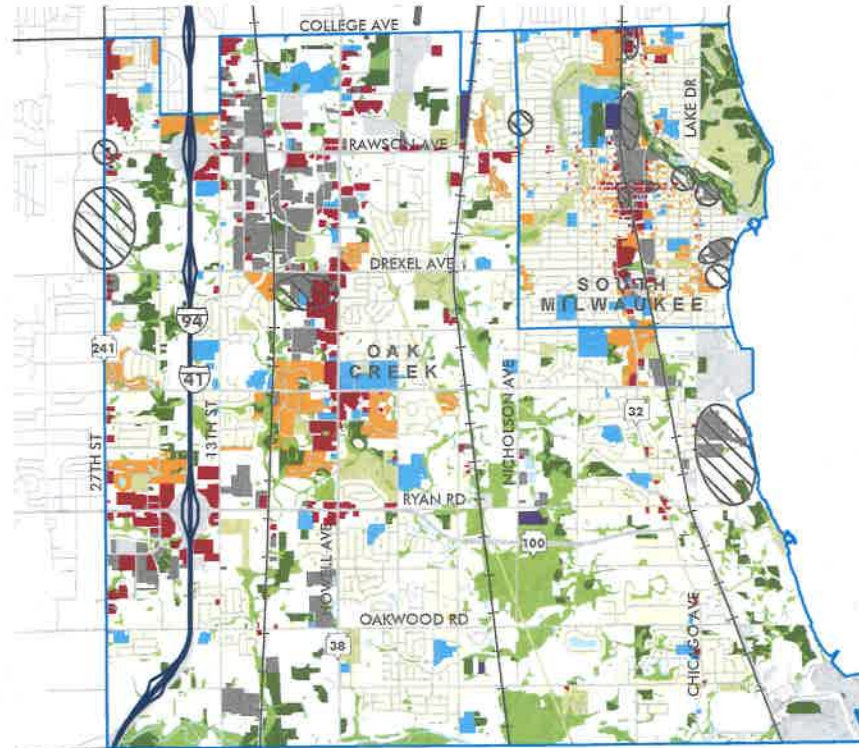 COLLEGE AVE
LAKE DR
RAWSON AVE
DREXEL AVE
SOUTH
MILWAUKEE
94
241
OAK
CREEK
41
NICHOLSON AVE
13TH ST
32
27TH ST
RYAN RD
100
HOWELL AVE
OAKWOOD RD
38
CHICAGO AVE